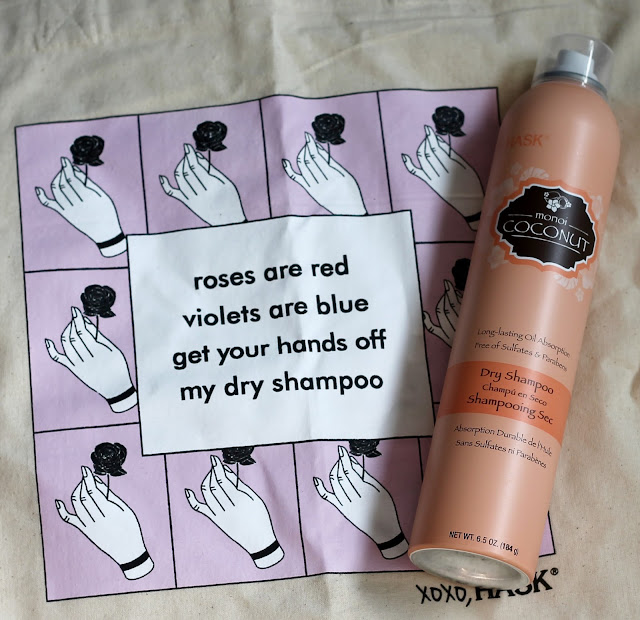 roses are red
violets are blue
get your hands off
my dry shampoo
xoxo, HASK®
HASK
monoi
COCONUT
Long-lasting Oil Absorption
Free of Sulfates & Parabens
Dry Shampoo
Champú en Seco
Shampooing Sec
Absorption Durable de l'Huile
Sans Sulfates ni Parabènes
NET WT. 6.5 OZ. (184 g)